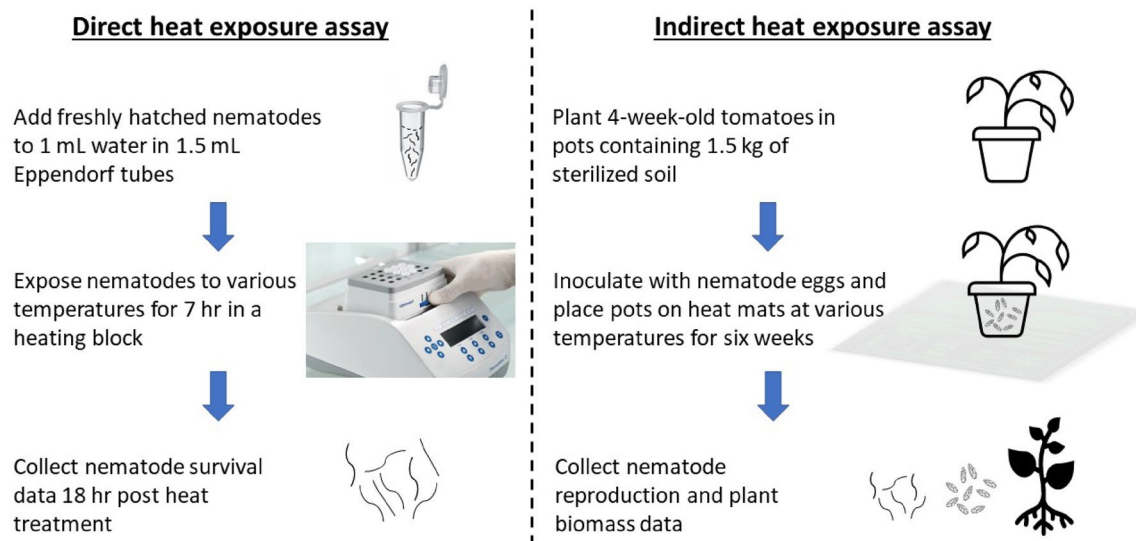 Direct heat exposure assay
Add freshly hatched nematodes
to 1 mL water in 1.5 mL
Eppendorf tubes
Expose nematodes to various
temperatures for 7 hr in a
heating block
Collect nematode survival
data 18 hr post heat
treatment
Indirect heat exposure assay
Plant 4-week-old tomatoes in
pots containing 1.5 kg of
sterilized soil
Inoculate with nematode eggs and
place pots on heat mats at various
temperatures for six weeks
Collect nematode
reproduction and plant
biomass data